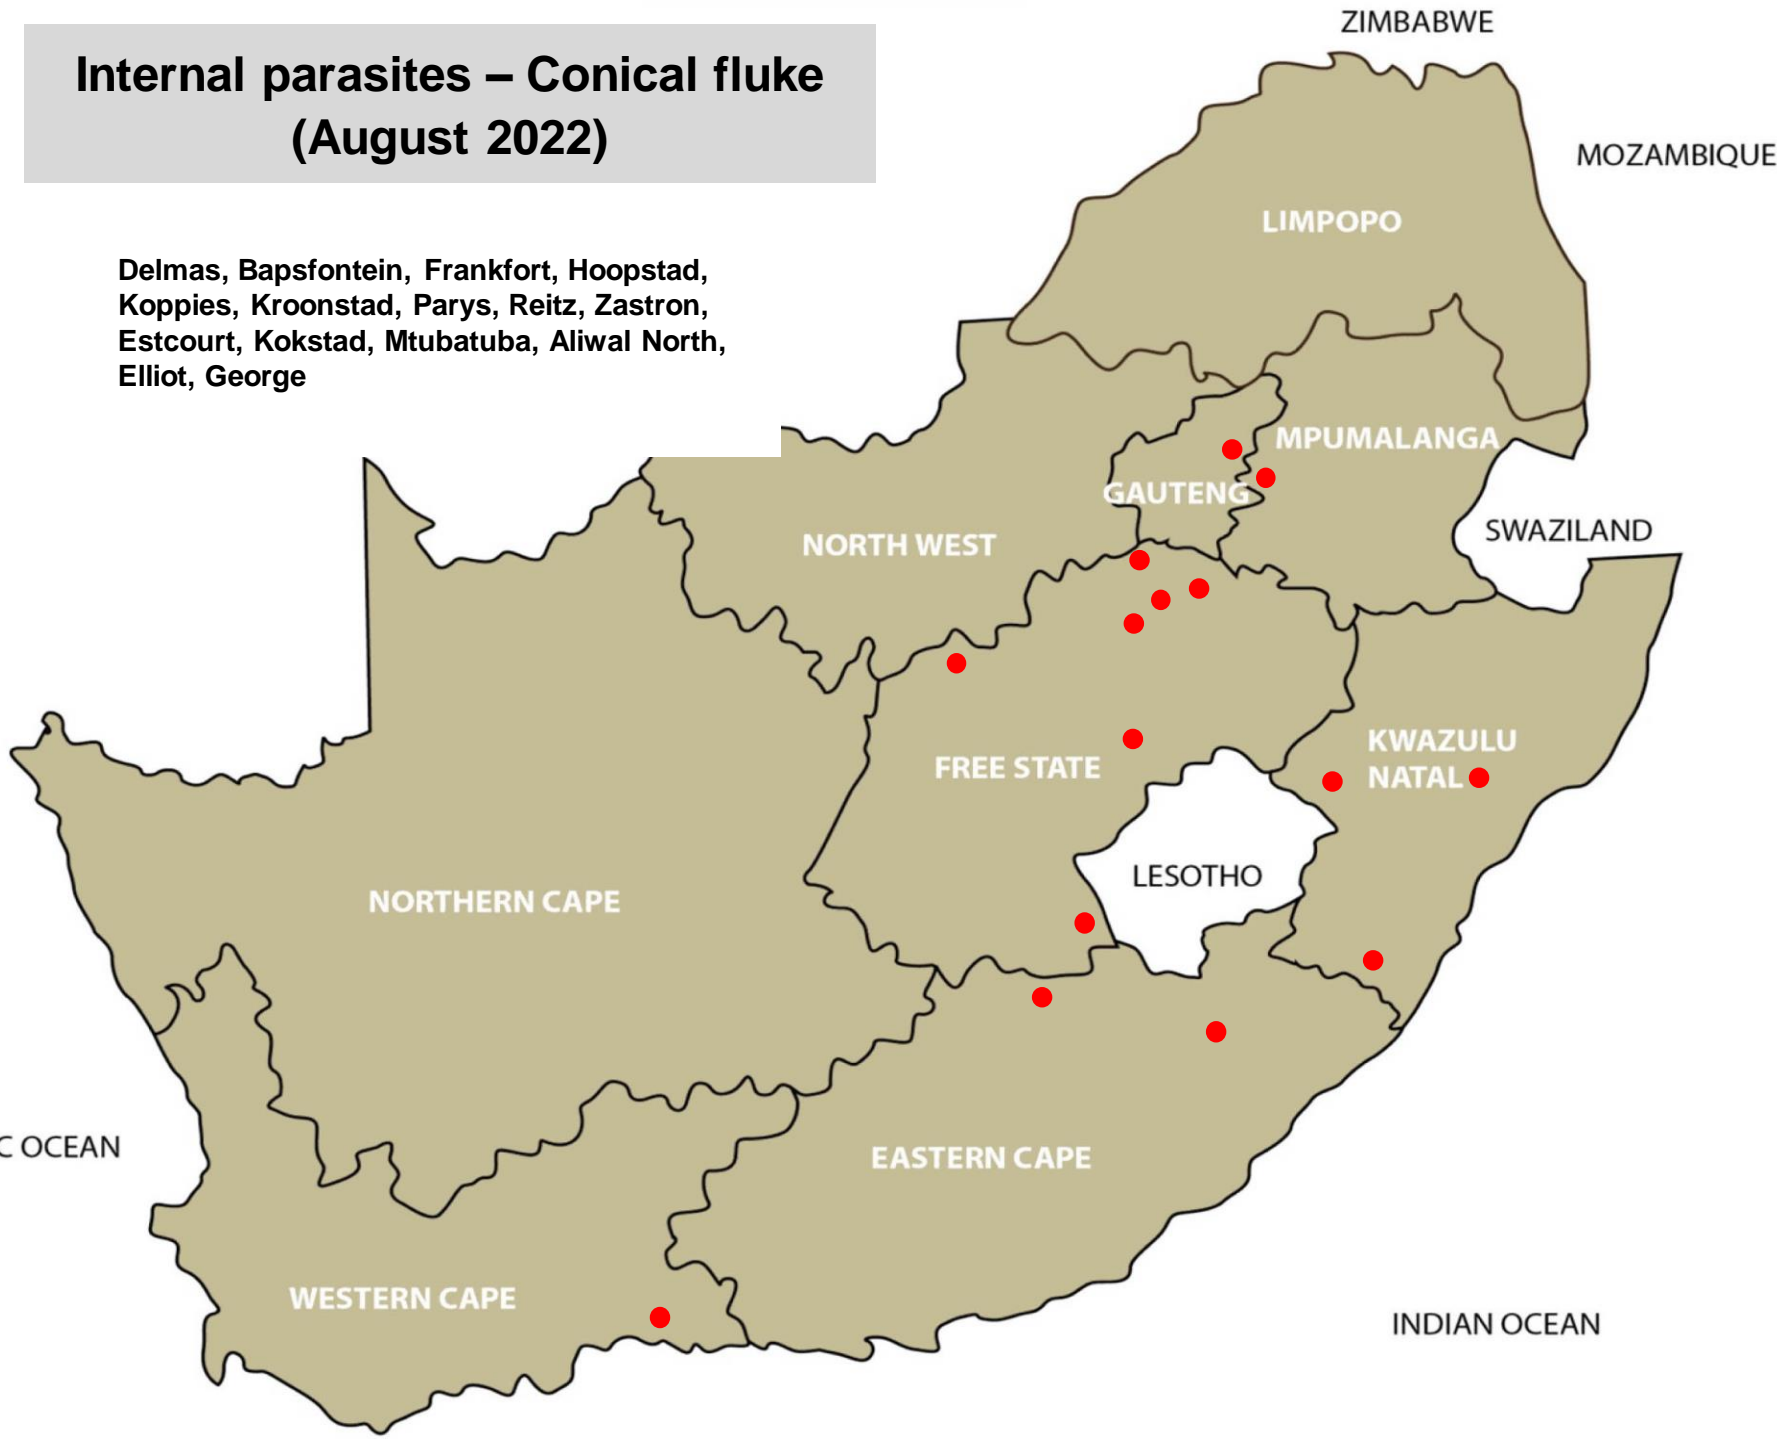 ZIMBABWE
Internal parasites – Conical fluke
(August 2022)
MOZAMBIQUE
LIMPOPO
Delmas, Bapsfontein, Frankfort, Hoopstad,
Koppies, Kroonstad, Parys, Reitz, Zastron,
Estcourt, Kokstad, Mtubatuba, Aliwal North,
Elliot, George
MPUMALANGA
GAUTENG
SWAZILAND
NORTH WEST
KWAZULU
NATAL
FREE STATE
LESOTHO
NORTHERN CAPE
C OCEAN
EASTERN CAPE
WESTERN CAPE
INDIAN OCEAN